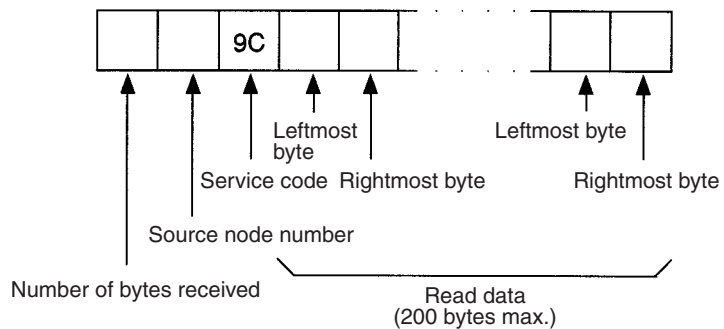 9C
Leftmost
byte
Leftmost byte
Service code
Rightmost byte
Rightmost byte
Source node number
Number of bytes received
Read data
(200 bytes max.)